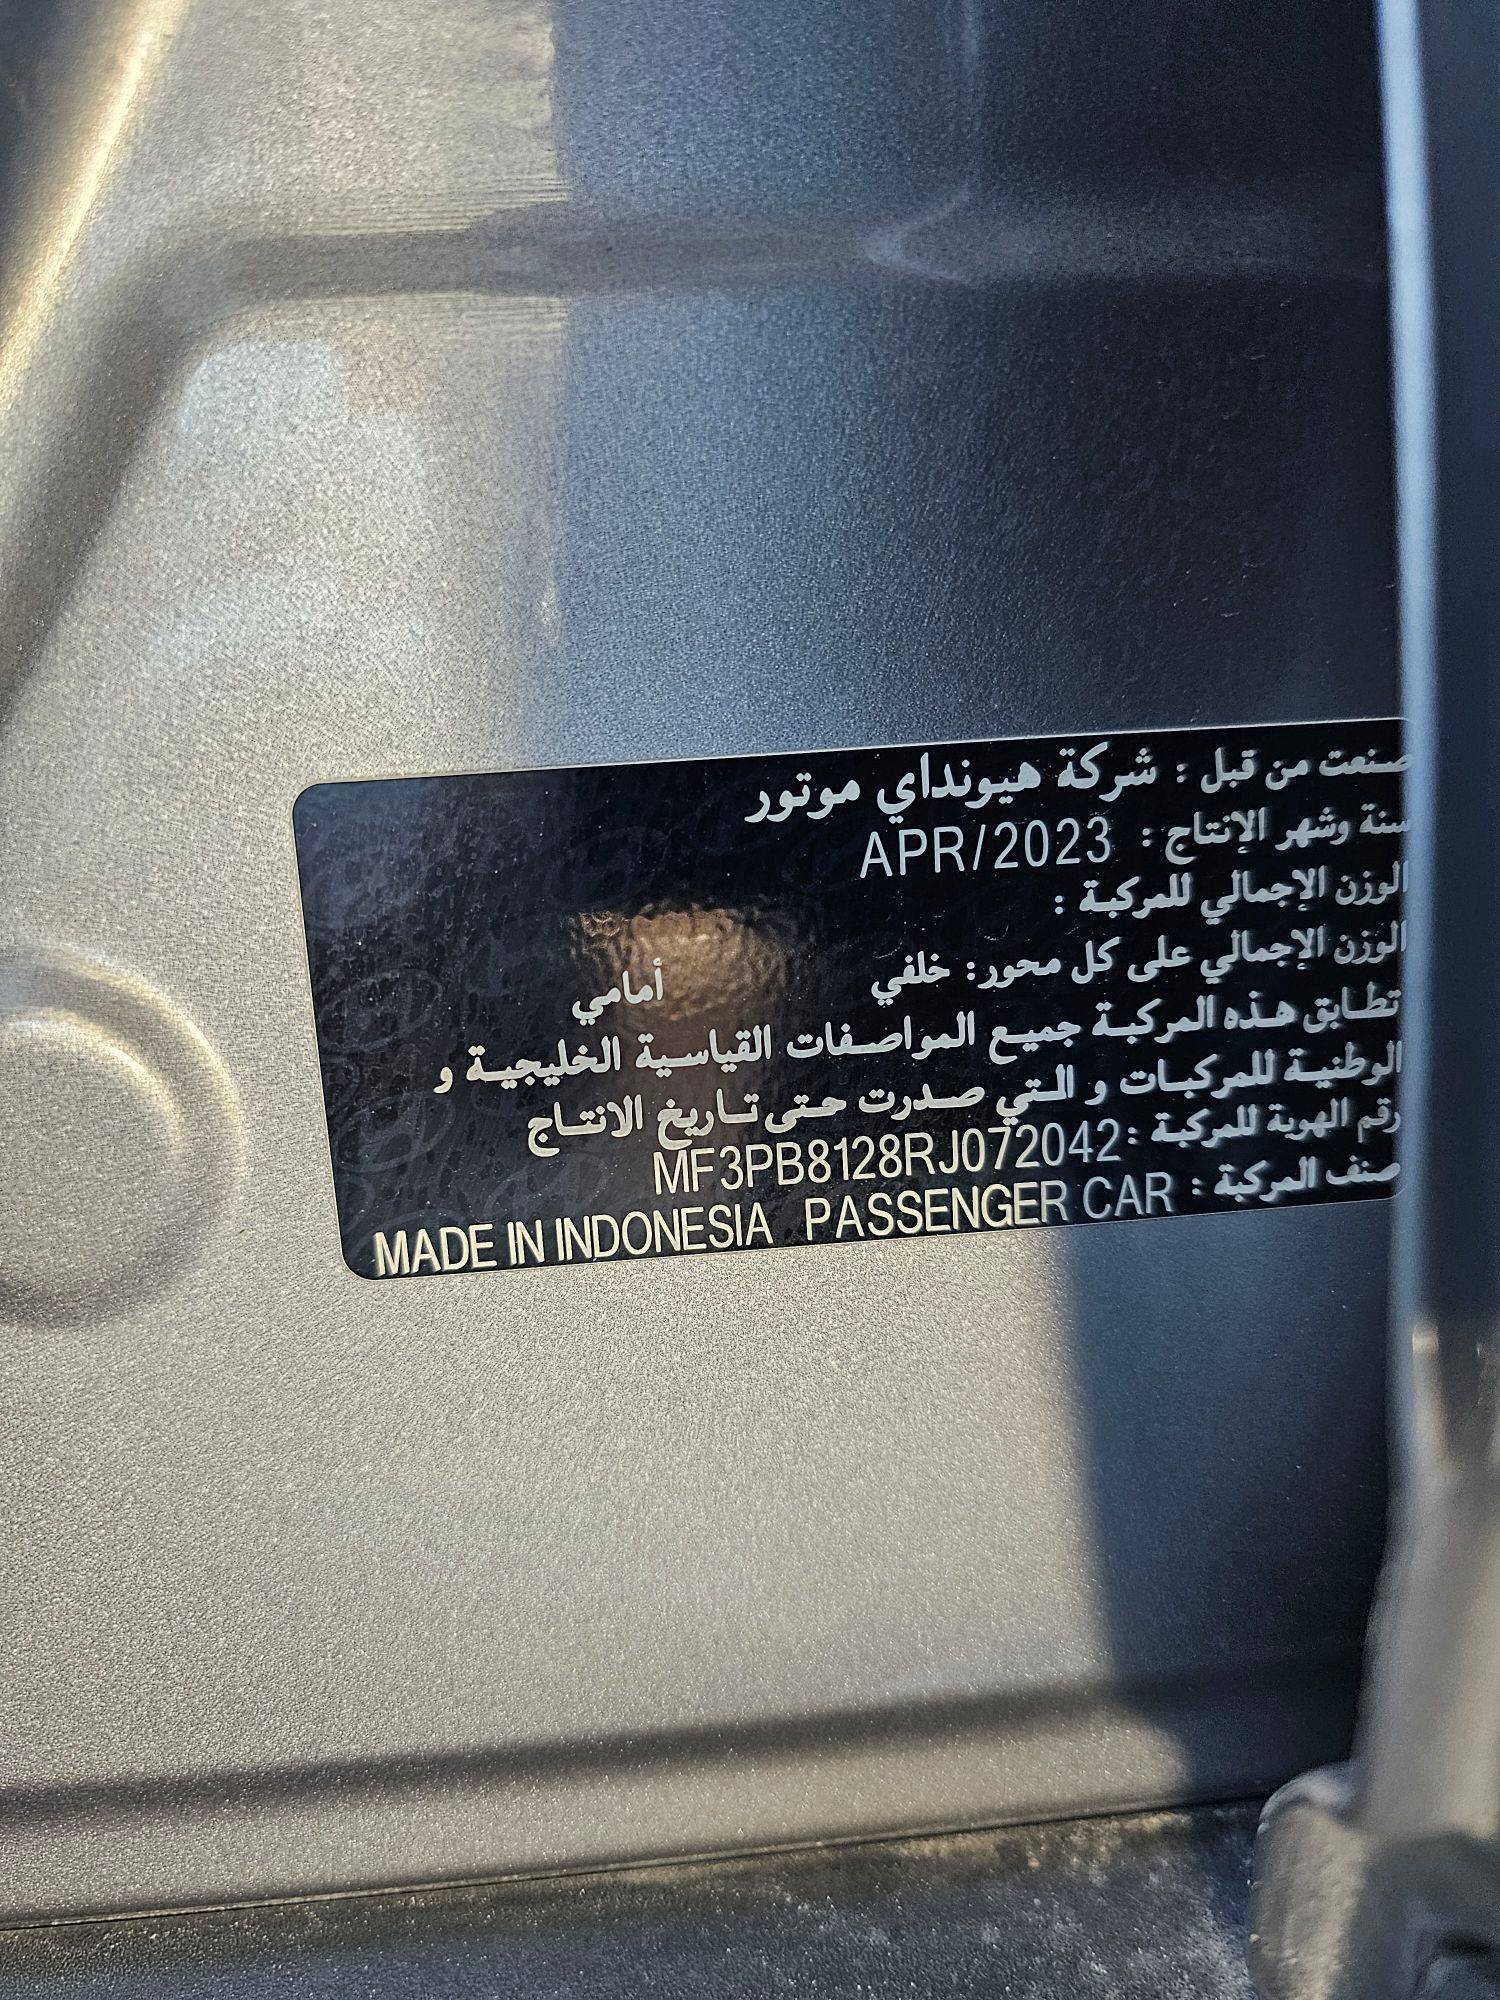 صنعت من قبل : شركة هيونداي موتور
سنة وشهر الإنتاج : APR/2023
الوزن الإجمالي للمركبة :
الوزن الإجمالي على كل محور: خلفي أمامي
تطابق هذه المركبة جميع المواصفات القياسية الخليجية و
الوطنية للمركبات و التي صدرت حتى تاريخ الانتاج
رقم الهوية للمركبة : MF3PB8128RJ072042
صنف المركبة : PASSENGER CAR MADE IN INDONESIA